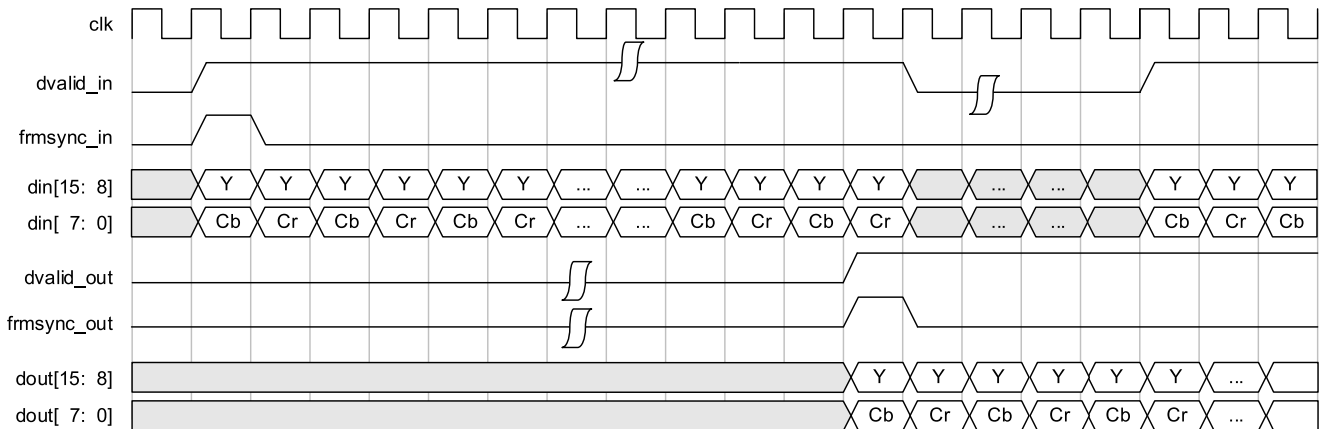 clk
dvalid_in
frmsync_in
din[15: 8] Y Y Y Y Y Y ... ... Y Y Y Y ... ... Y Y Y
din[ 7: 0] Cb Cr Cb Cr Cb Cr ... ... Cb Cr Cb Cr ... ... Cb Cr Cb
dvalid_out
frmsync_out
dout[15: 8] Y Y Y Y Y Y ...
dout[ 7: 0] Cb Cr Cb Cr Cb Cr ...